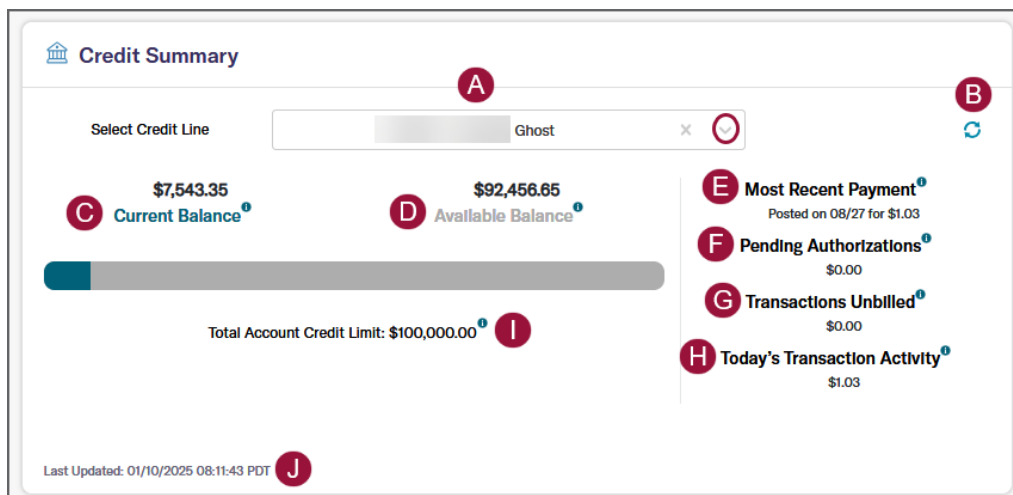 Credit Summary
A
B
Select Credit Line
Ghost
$7,543.35
$92,456.65
C Current Balance
D Available Balance
E Most Recent Payment
Posted on 08/27 for $1.03
F Pending Authorizations
$0.00
G Transactions Unbilled
$0.00
H Today's Transaction Activity
$1.03
Total Account Credit Limit: $100,000.00 I
Last Updated: 01/10/2025 08:11:43 PDT J